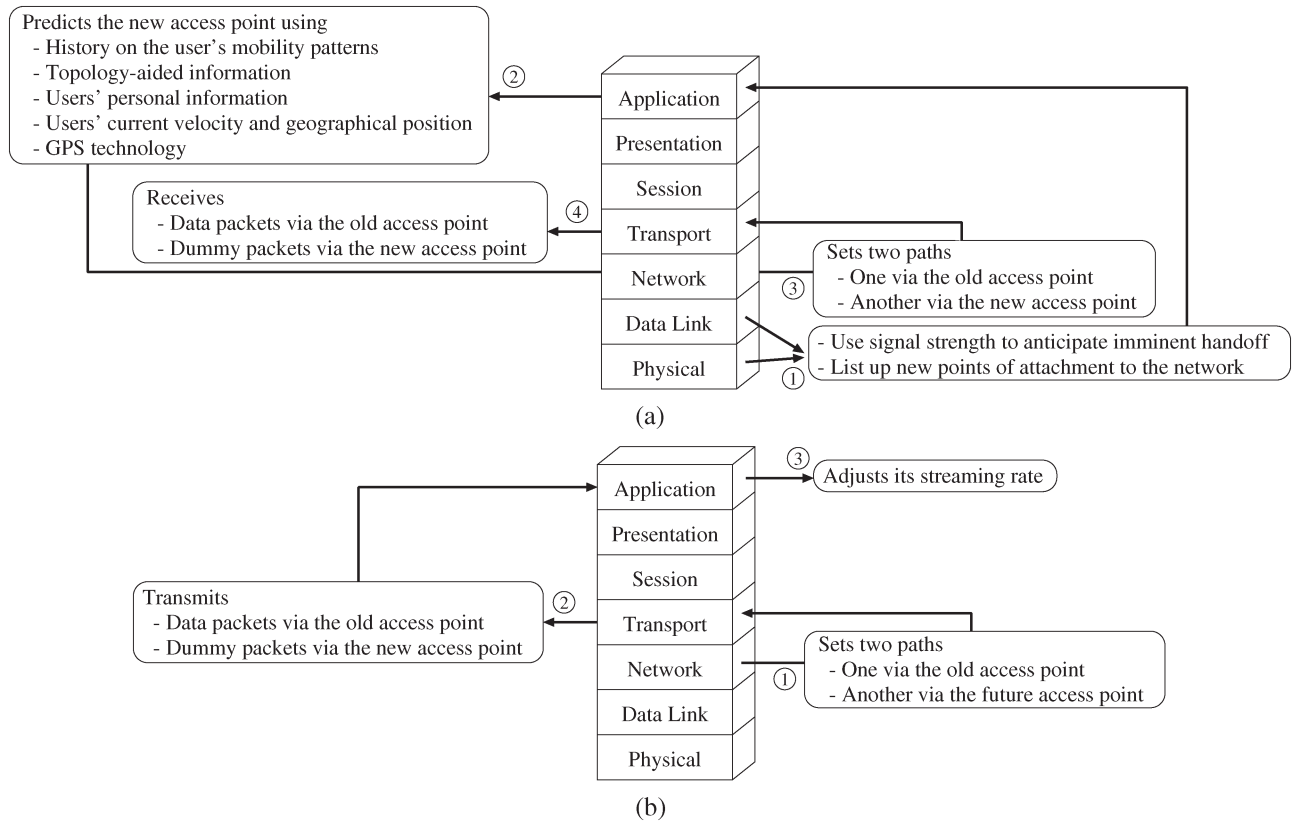 Predicts the new access point using
- History on the user's mobility patterns
- Topology-aided information
- Users' personal information
- Users' current velocity and geographical position
- GPS technology
2
Receives
- Data packets via the old access point
- Dummy packets via the new access point
4
Application
Presentation
Session
Transport
Network
Data Link
Physical
Sets two paths
- One via the old access point
- Another via the new access point
3
- Use signal strength to anticipate imminent handoff
- List up new points of attachment to the network
1
(a)
Transmits
- Data packets via the old access point
- Dummy packets via the new access point
2
Application
Presentation
Session
Transport
Network
Data Link
Physical
3
Adjusts its streaming rate
Sets two paths
- One via the old access point
- Another via the future access point
1
(b)